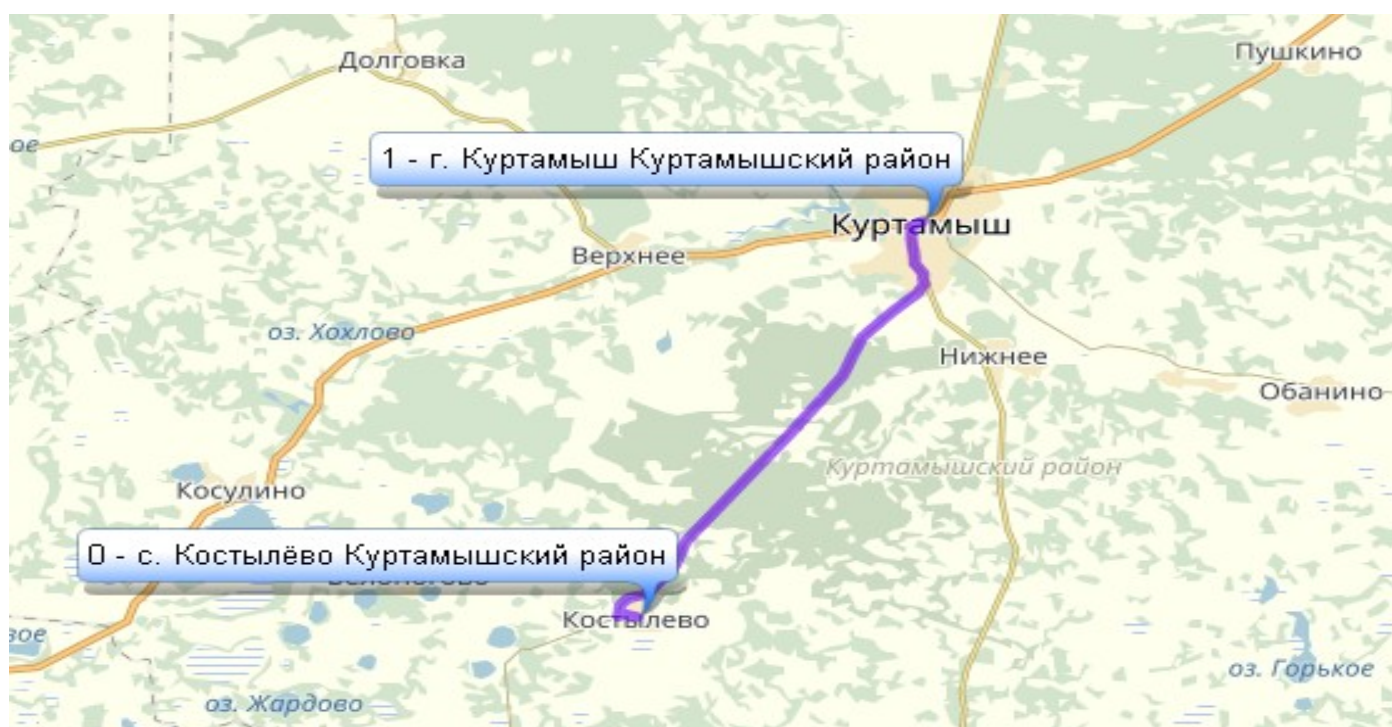 Долговка
Пушкино
1 - г. Куртамыш Куртамышский район
Куртамыш
Верхнее
оз. Хохлово
Нижнее
Обанино
Куртамышский район
Косулино
0 - с. Костылёво Куртамышский район
Костылево
оз. Горькое
оз. Жардово